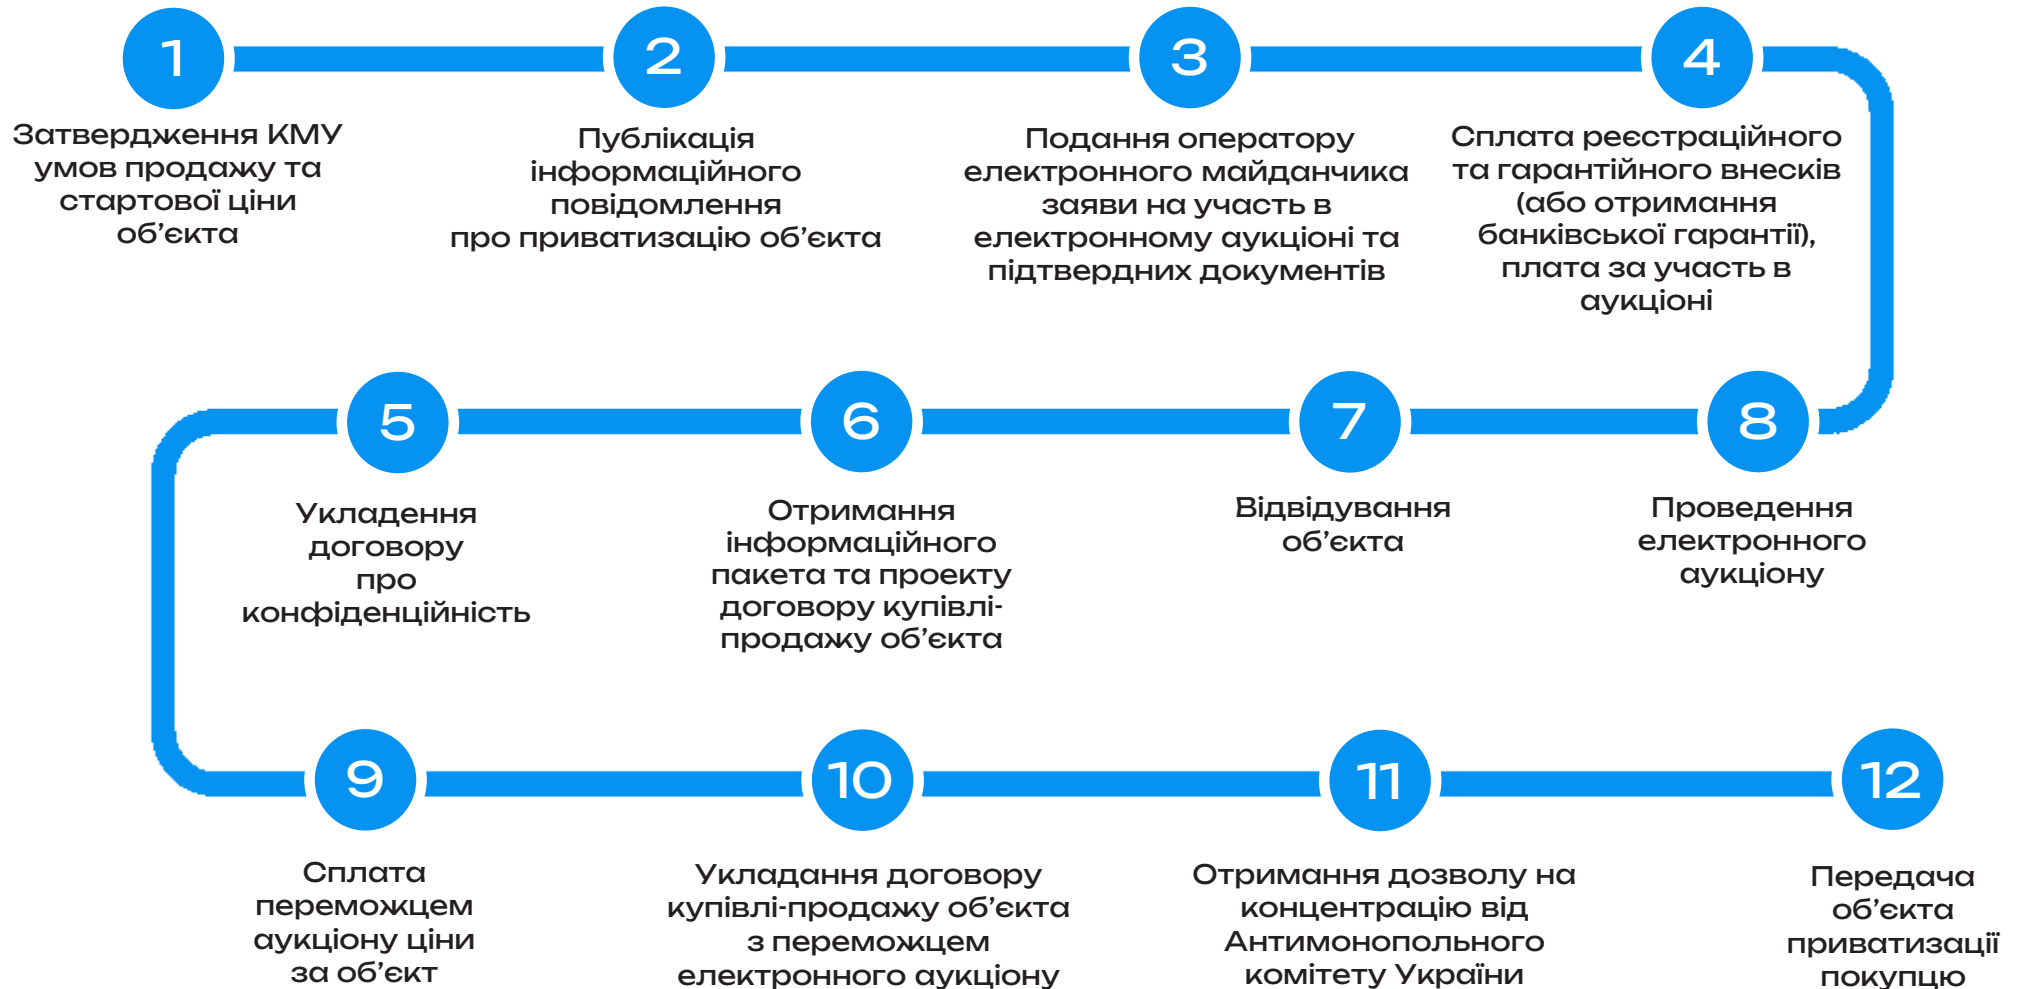 1
Затвердження КМУ
умов продажу та
стартової ціни
об’єкта
2
Публікація
інформаційного
повідомлення
про приватизацію об’єкта
3
Подання оператору
електронного майданчика
заяви на участь в
електронному аукціоні та
підтвердних документів
4
Сплата реєстраційного
та гарантійного внесків
(або отримання
банківської гарантії),
плата за участь в
аукціоні
5
Укладення
договору
про
конфіденційність
6
Отримання
інформаційного
пакета та проекту
договору купівлі-
продажу об’єкта
7
Відвідування
об’єкта
8
Проведення
електронного
аукціону
9
Сплата
переможцем
аукціону ціни
за об’єкт
10
Укладання договору
купівлі-продажу об’єкта
з переможцем
електронного аукціону
11
Отримання дозволу на
концентрацію від
Антимонопольного
комітету України
12
Передача
об’єкта
приватизації
покупцю